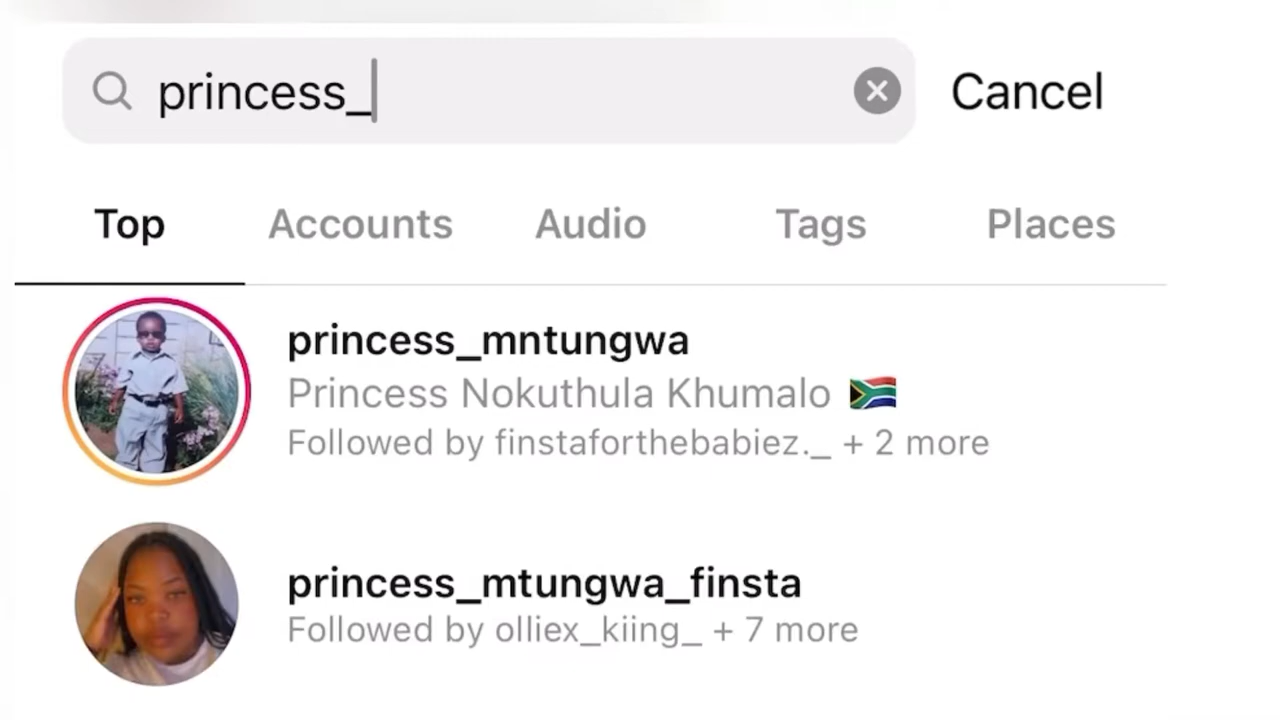 princess_
Cancel
Top
Accounts
Audio
Tags
Places
princess_mntungwa
Princess Nokuthula Khumalo 🇿🇦
Followed by finstaforthebabiez._ + 2 more
princess_mtungwa_finsta
Followed by olliex_kiing_ + 7 more